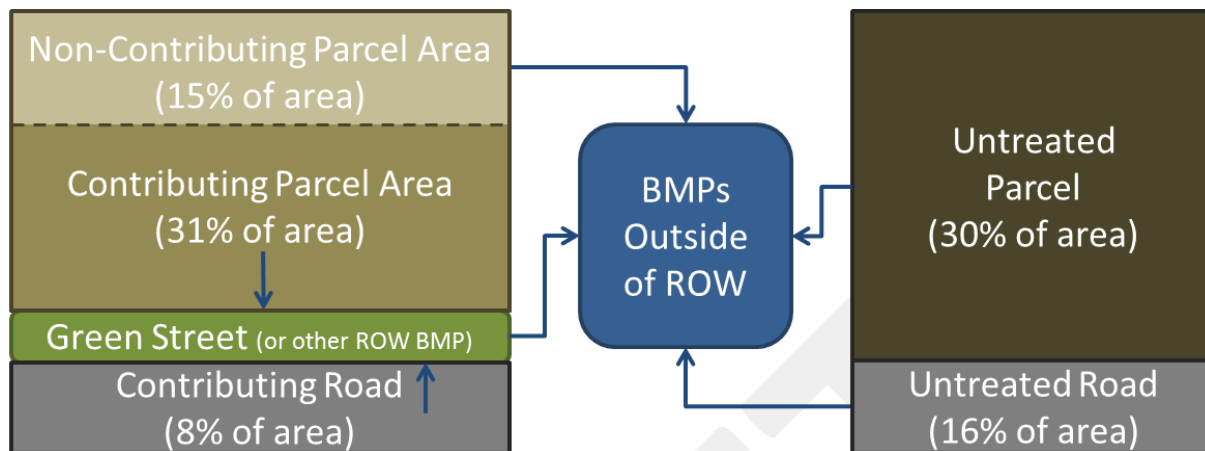 Non-Contributing Parcel Area
(15% of area)
Contributing Parcel Area
(31% of area)
Green Street (or other ROW BMP)
Contributing Road
(8% of area)
BMPs
Outside
of ROW
Untreated
Parcel
(30% of area)
Untreated Road
(16% of area)